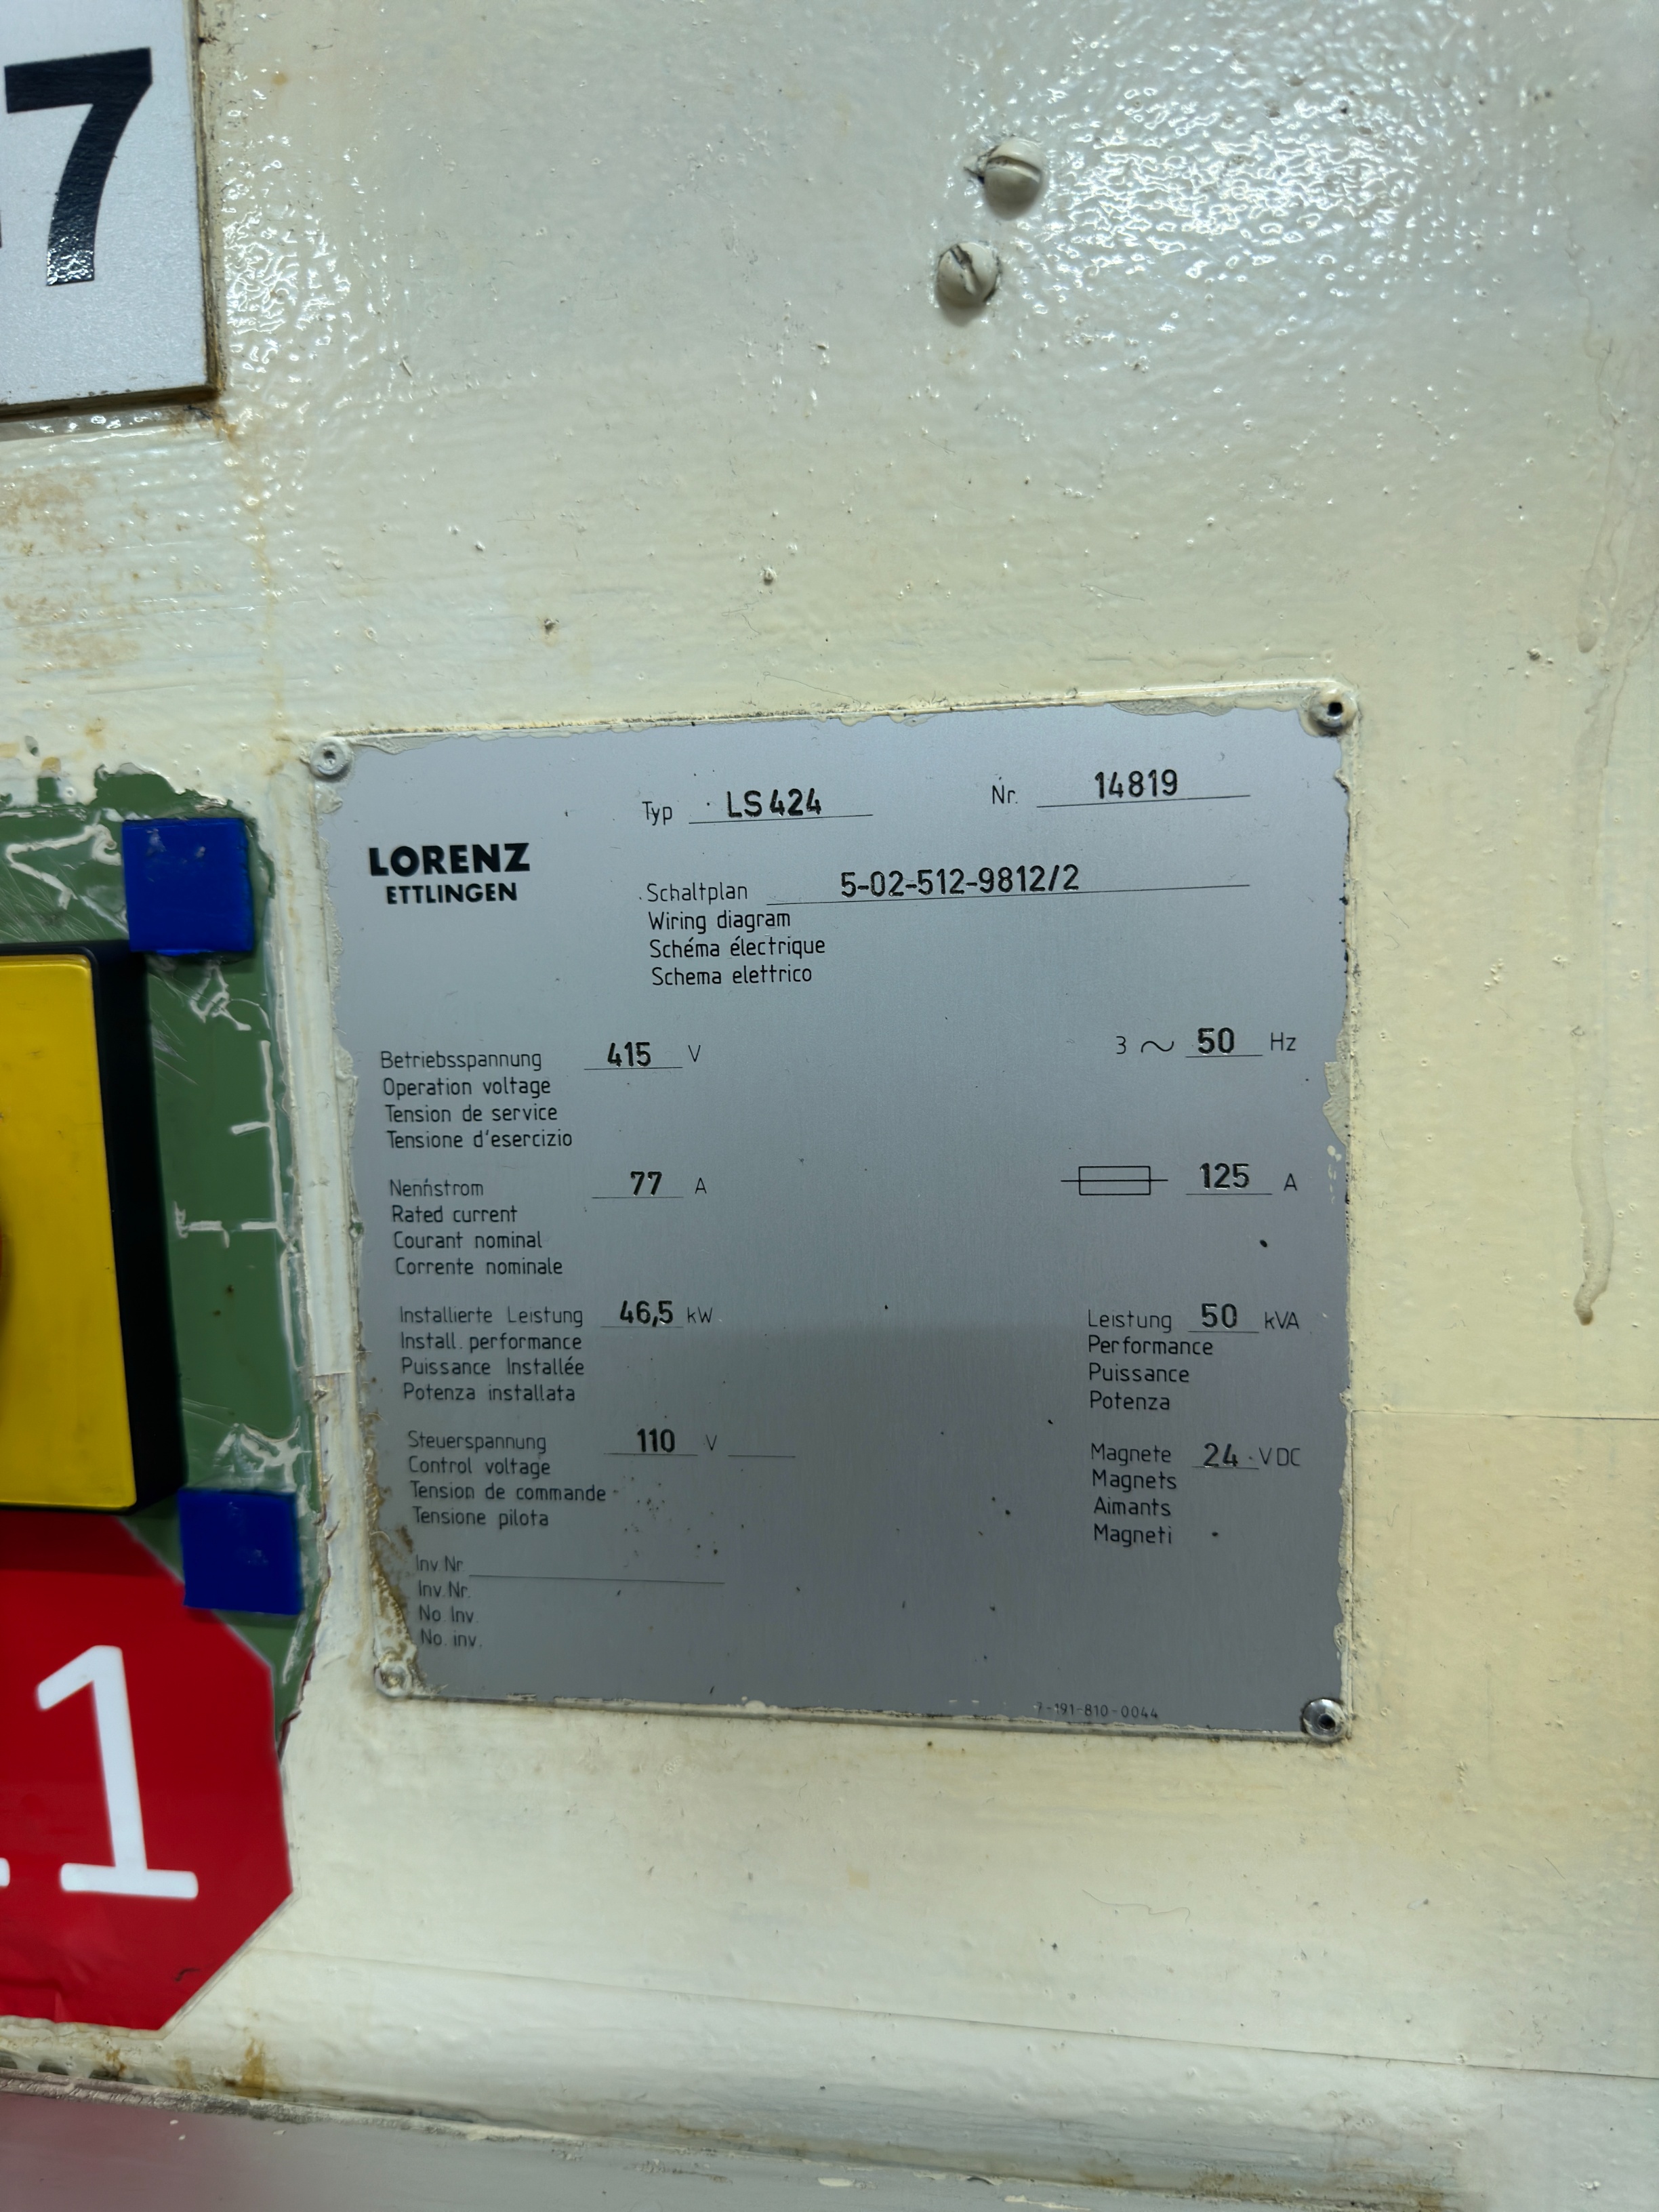 7
LORENZ
ETTLINGEN
Typ LS 424 Nr. 14819
Schaltplan 5-02-512-9812/2
Wiring diagram
Schéma électrique
Schema elettrico
Betriebsspannung 415 V 3 ~ 50 Hz
Operation voltage
Tension de service
Tensione d'esercizio
Nennstrom 77 A 125 A
Rated current
Courant nominal
Corrente nominale
Installierte Leistung 46,5 kW Leistung 50 kVA
Install. performance Performance
Puissance Installée Puissance
Potenza installata Potenza
Steuerspannung 110 V Magnete 24 V DC
Control voltage Magnets
Tension de commande Aimants
Tensione pilota Magneti
Inv. Nr.
Inv. Nr.
No. Inv.
No. inv.
7-191-810-0044
.1